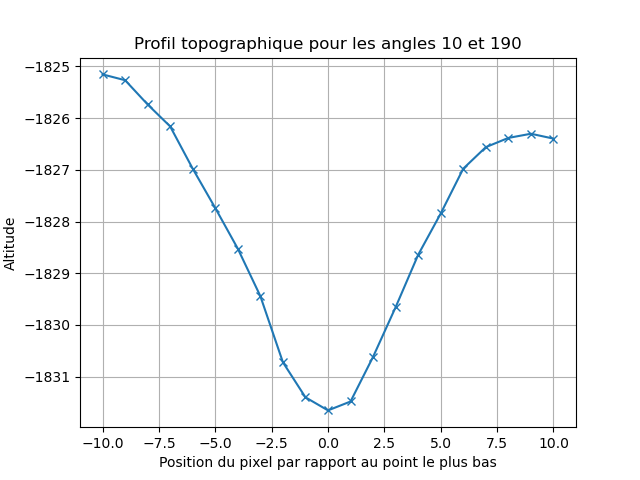 Profil topographique pour les angles 10 et 190
−1825
−1826
−1827
−1828
−1829
−1830
−1831
Altitude
−10.0 −7.5 −5.0 −2.5 0.0 2.5 5.0 7.5 10.0
Position du pixel par rapport au point le plus bas